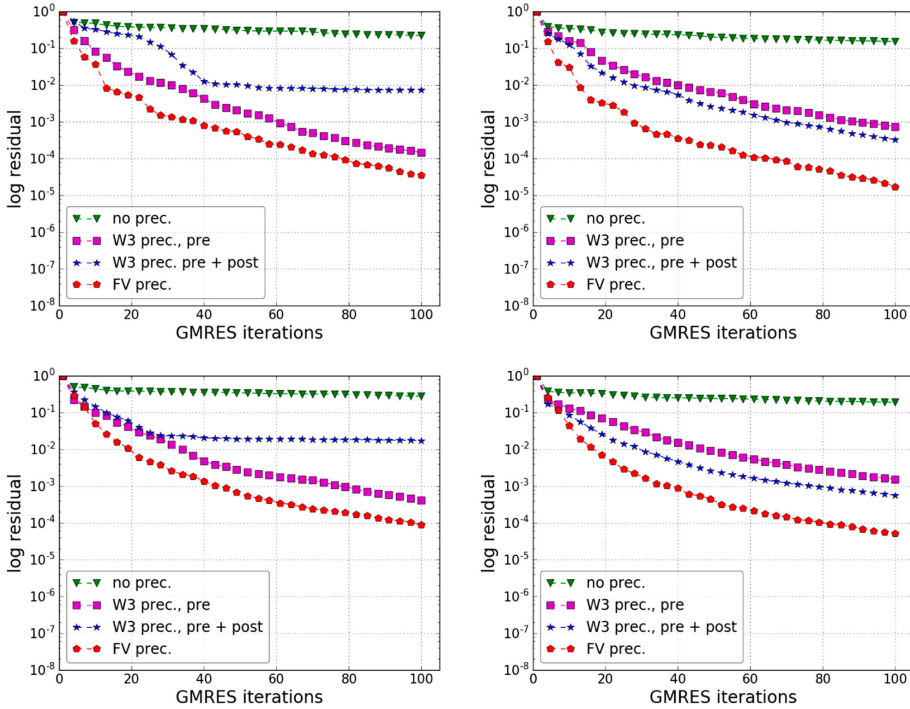 10^0
10^-1
10^-2
10^-3
10^-4
10^-5
10^-6
10^-7
10^-8
log residual
no prec.
W3 prec., pre
W3 prec. pre + post
FV prec.
0 20 40 60 80 100
GMRES iterations
10^0
10^-1
10^-2
10^-3
10^-4
10^-5
10^-6
10^-7
10^-8
log residual
no prec.
W3 prec., pre
W3 prec., pre + post
FV prec.
0 20 40 60 80 100
GMRES iterations
10^0
10^-1
10^-2
10^-3
10^-4
10^-5
10^-6
10^-7
10^-8
log residual
no prec.
W3 prec., pre
W3 prec., pre + post
FV prec.
0 20 40 60 80 100
GMRES iterations
10^0
10^-1
10^-2
10^-3
10^-4
10^-5
10^-6
10^-7
10^-8
log residual
no prec.
W3 prec., pre
W3 prec., pre + post
FV prec.
0 20 40 60 80 100
GMRES iterations